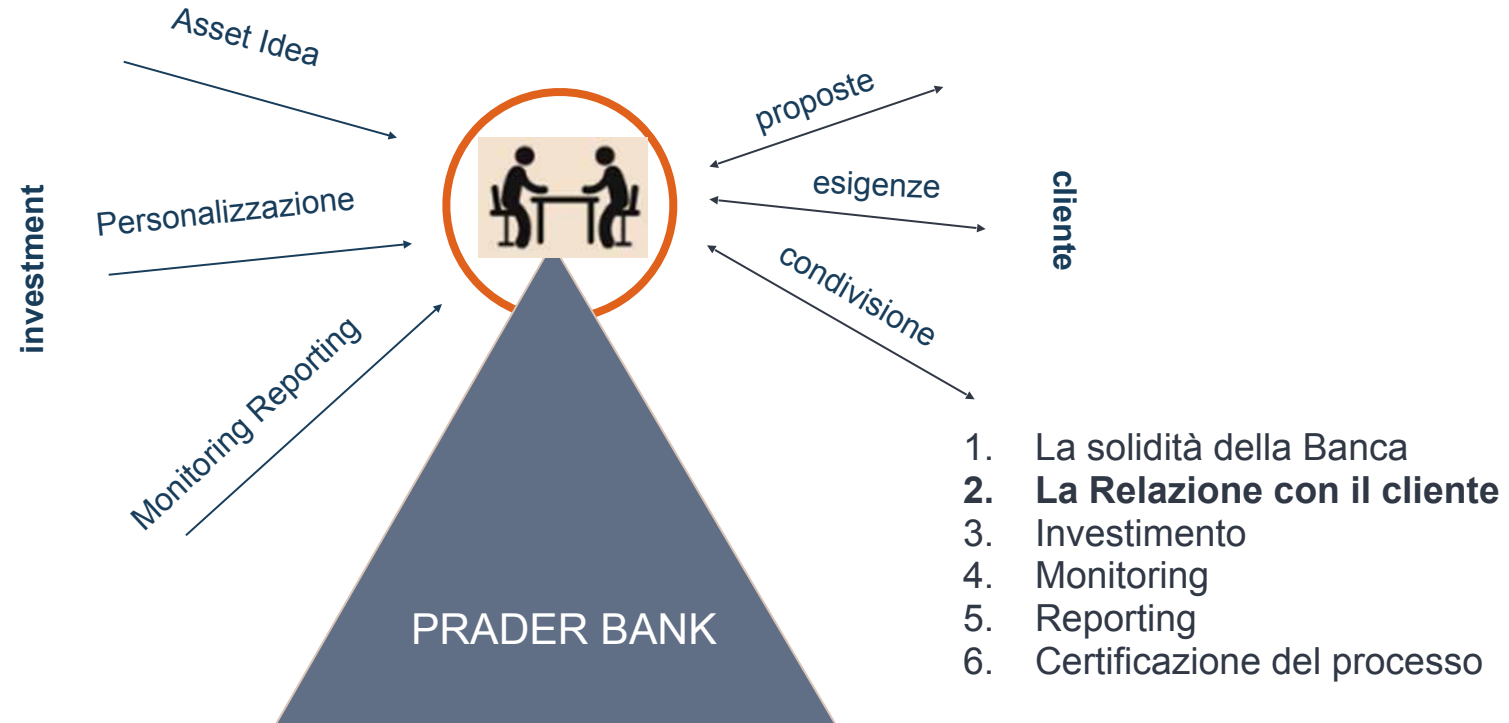 investment
Asset Idea
Personalizzazione
Monitoring Reporting
proposte
esigenze
condivisione
cliente
PRADER BANK
1. La solidità della Banca
2. La Relazione con il cliente
3. Investimento
4. Monitoring
5. Reporting
6. Certificazione del processo